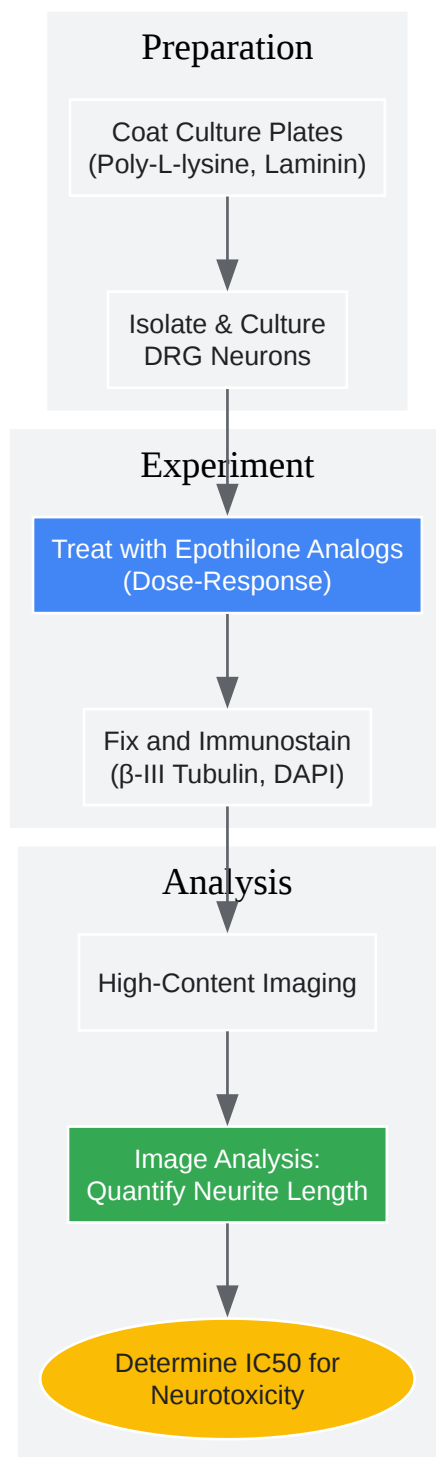 Preparation
Coat Culture Plates
(Poly-L-lysine, Laminin)
Isolate & Culture
DRG Neurons
Experiment
Treat with Epothilone Analogs
(Dose-Response)
Fix and Immunostain
(β-III Tubulin, DAPI)
Analysis
High-Content Imaging
Image Analysis:
Quantify Neurite Length
Determine IC50 for
Neurotoxicity